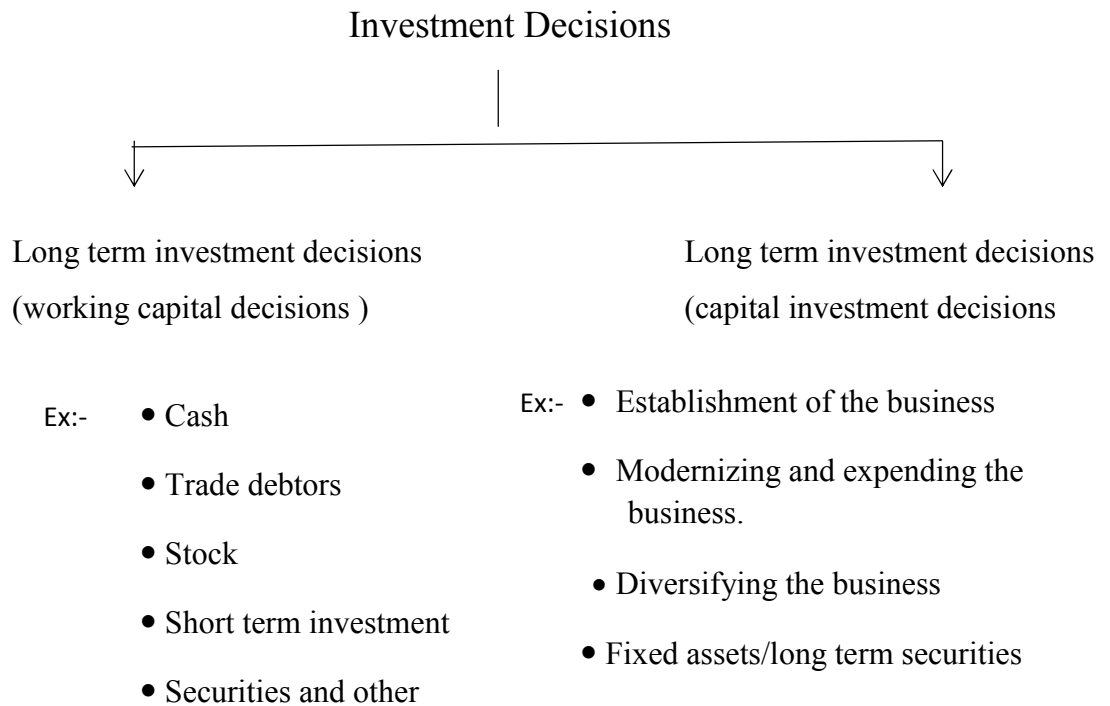 Investment Decisions
Long term investment decisions
(working capital decisions )
Ex:- • Cash
• Trade debtors
• Stock
• Short term investment
• Securities and other
Long term investment decisions
(capital investment decisions
Ex:- • Establishment of the business
• Modernizing and expending the
business.
• Diversifying the business
• Fixed assets/long term securities